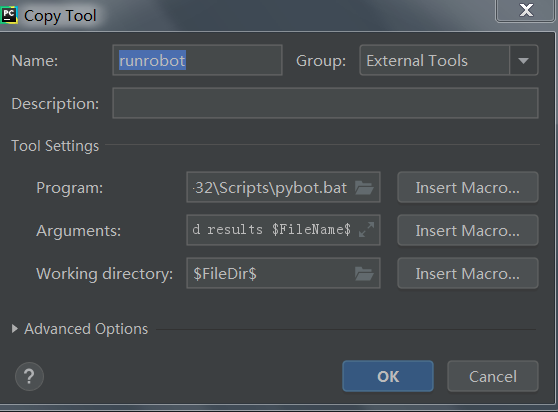 PC Copy Tool X
Name: runrobot Group: External Tools
Description:
Tool Settings
Program: -32\Scripts\pybot.bat Insert Macro...
Arguments: d results $FileName$ Insert Macro...
Working directory: $FileDir$ Insert Macro...
Advanced Options
? OK Cancel